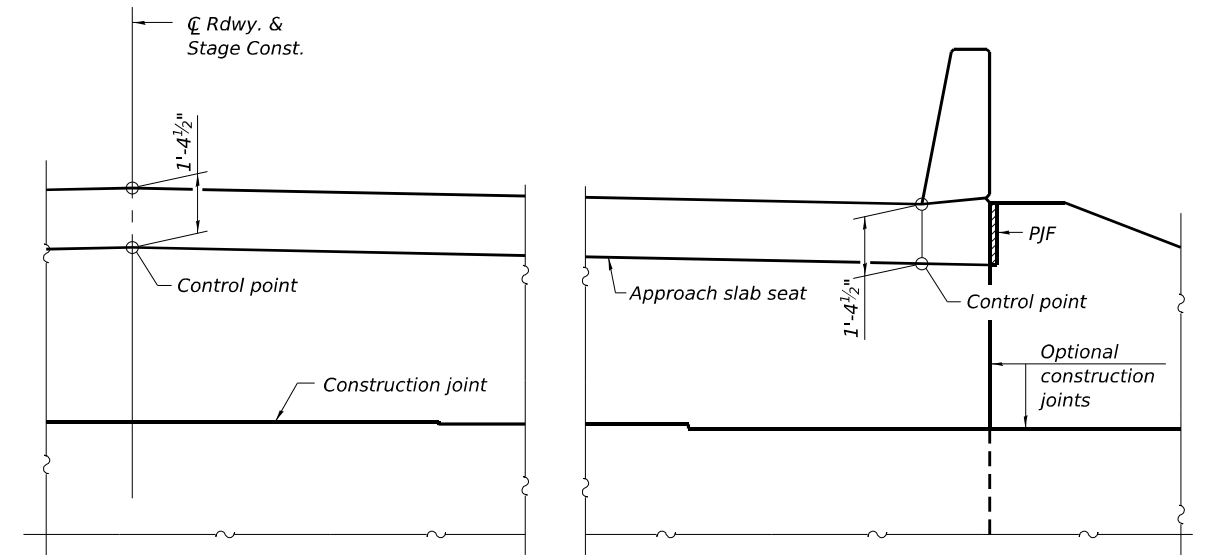 ℄ Rdwy. &
Stage Const.
1'-4½"
Control point
Construction joint
Approach slab seat
1'-4½"
PJF
Control point
Optional
construction
joints